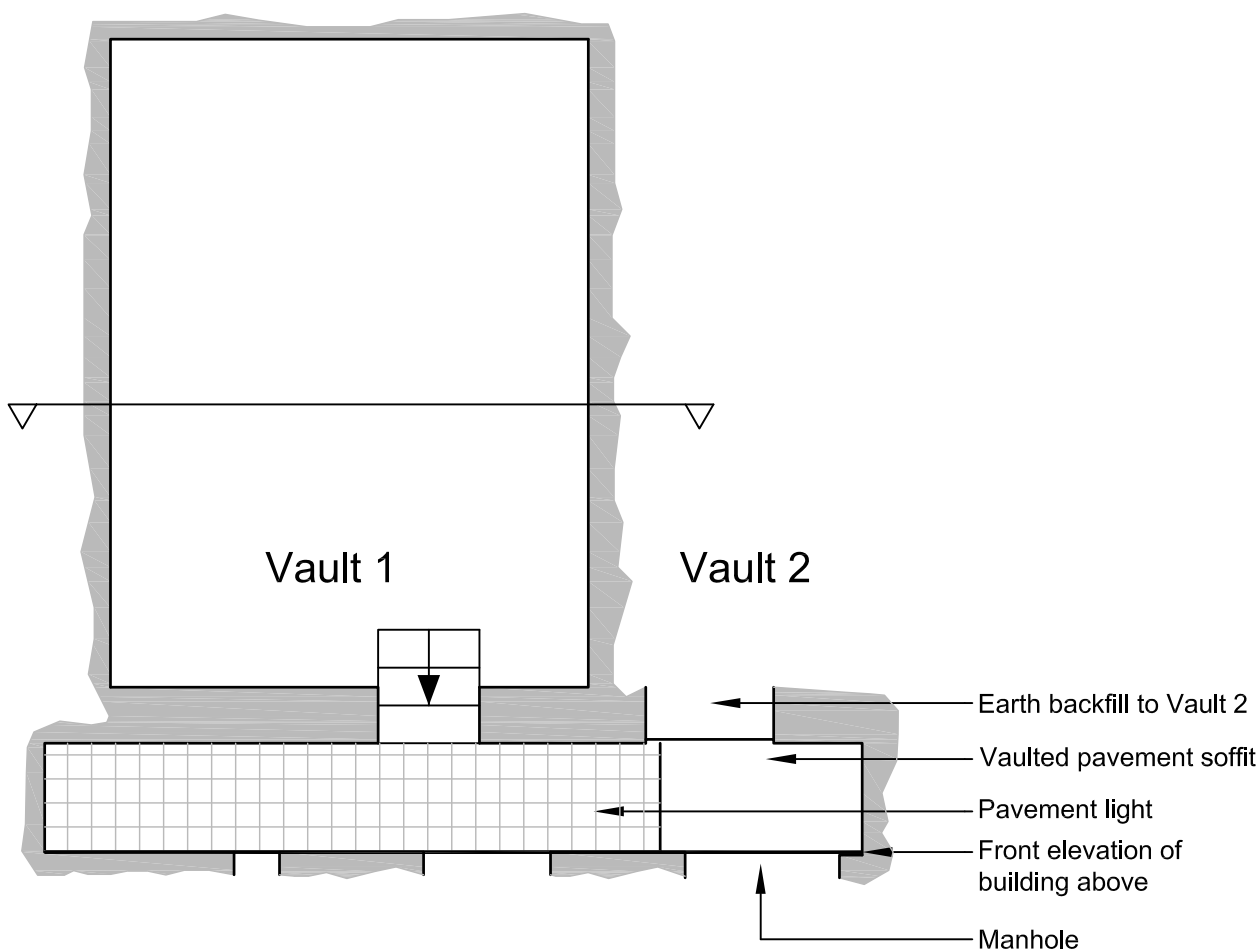 Vault 1
Vault 2
Earth backfill to Vault 2
Vaulted pavement soffit
Pavement light
Front elevation of
building above
Manhole